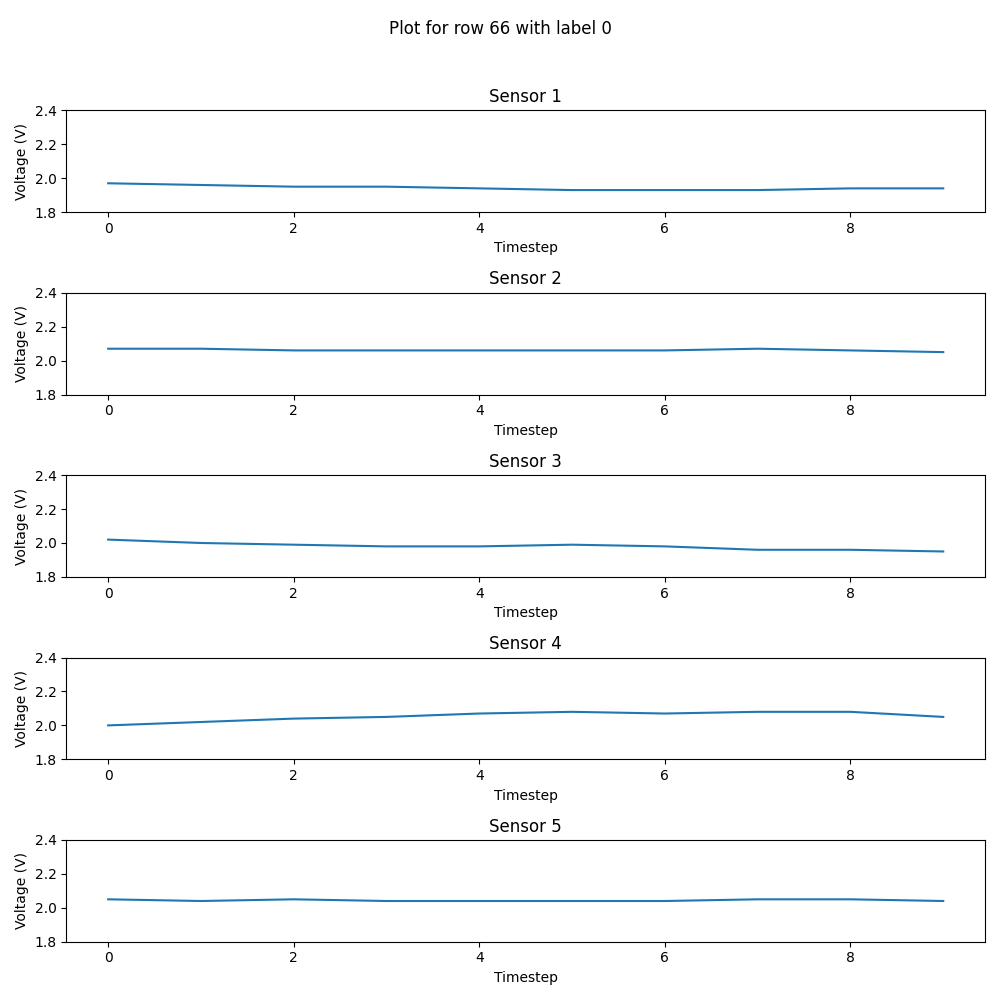 Plot for row 66 with label 0
Sensor 1
Voltage (V)
2.4
2.2
2.0
1.8
0 2 4 6 8
Timestep
Sensor 2
Voltage (V)
2.4
2.2
2.0
1.8
0 2 4 6 8
Timestep
Sensor 3
Voltage (V)
2.4
2.2
2.0
1.8
0 2 4 6 8
Timestep
Sensor 4
Voltage (V)
2.4
2.2
2.0
1.8
0 2 4 6 8
Timestep
Sensor 5
Voltage (V)
2.4
2.2
2.0
1.8
0 2 4 6 8
Timestep